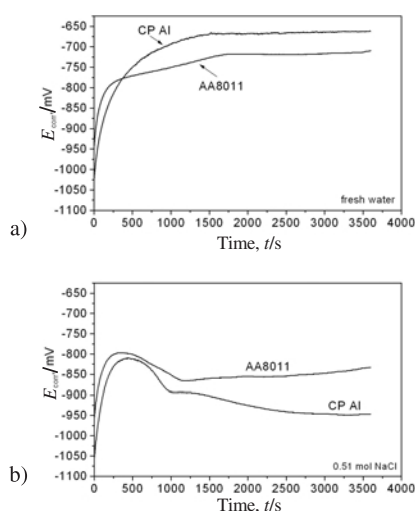 -650
-700
-750
-800
-850
-900
-950
-1000
-1050
-1100
E_corr/mV
CP Al
AA8011
fresh water
0 500 1000 1500 2000 2500 3000 3500 4000
a)
Time, t/s
-650
-700
-750
-800
-850
-900
-950
-1000
-1050
-1100
E_corr/mV
AA8011
CP Al
0.51 mol NaCl
0 500 1000 1500 2000 2500 3000 3500 4000
b)
Time, t/s